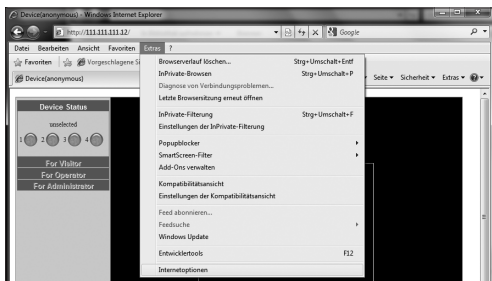 Device(anonymous) - Windows Internet Explorer
http://111.111.111.12/
Google
Datei Bearbeiten Ansicht Favoriten Extras ?
Favoriten Vorgeschlagene Si
Device(anonymous)
Seite Sicherheit Extras
Browserverlauf löschen... Strg+Umschalt+Entf
InPrivate-Browsen Strg+Umschalt+P
Diagnose von Verbindungsproblemen...
Letzte Browsersitzung erneut öffnen
InPrivate-Filterung Strg+Umschalt+F
Einstellungen der InPrivate-Filterung
Popupblocker
SmartScreen-Filter
Add-Ons verwalten
Kompatibilitätsansicht
Einstellungen der Kompatibilitätsansicht
Feed abonnieren...
Feedsuche
Windows Update
Entwicklertools F12
Internetoptionen
Device Status
unselected
1 2 3 4
For Visitor
For Operator
For Administrator